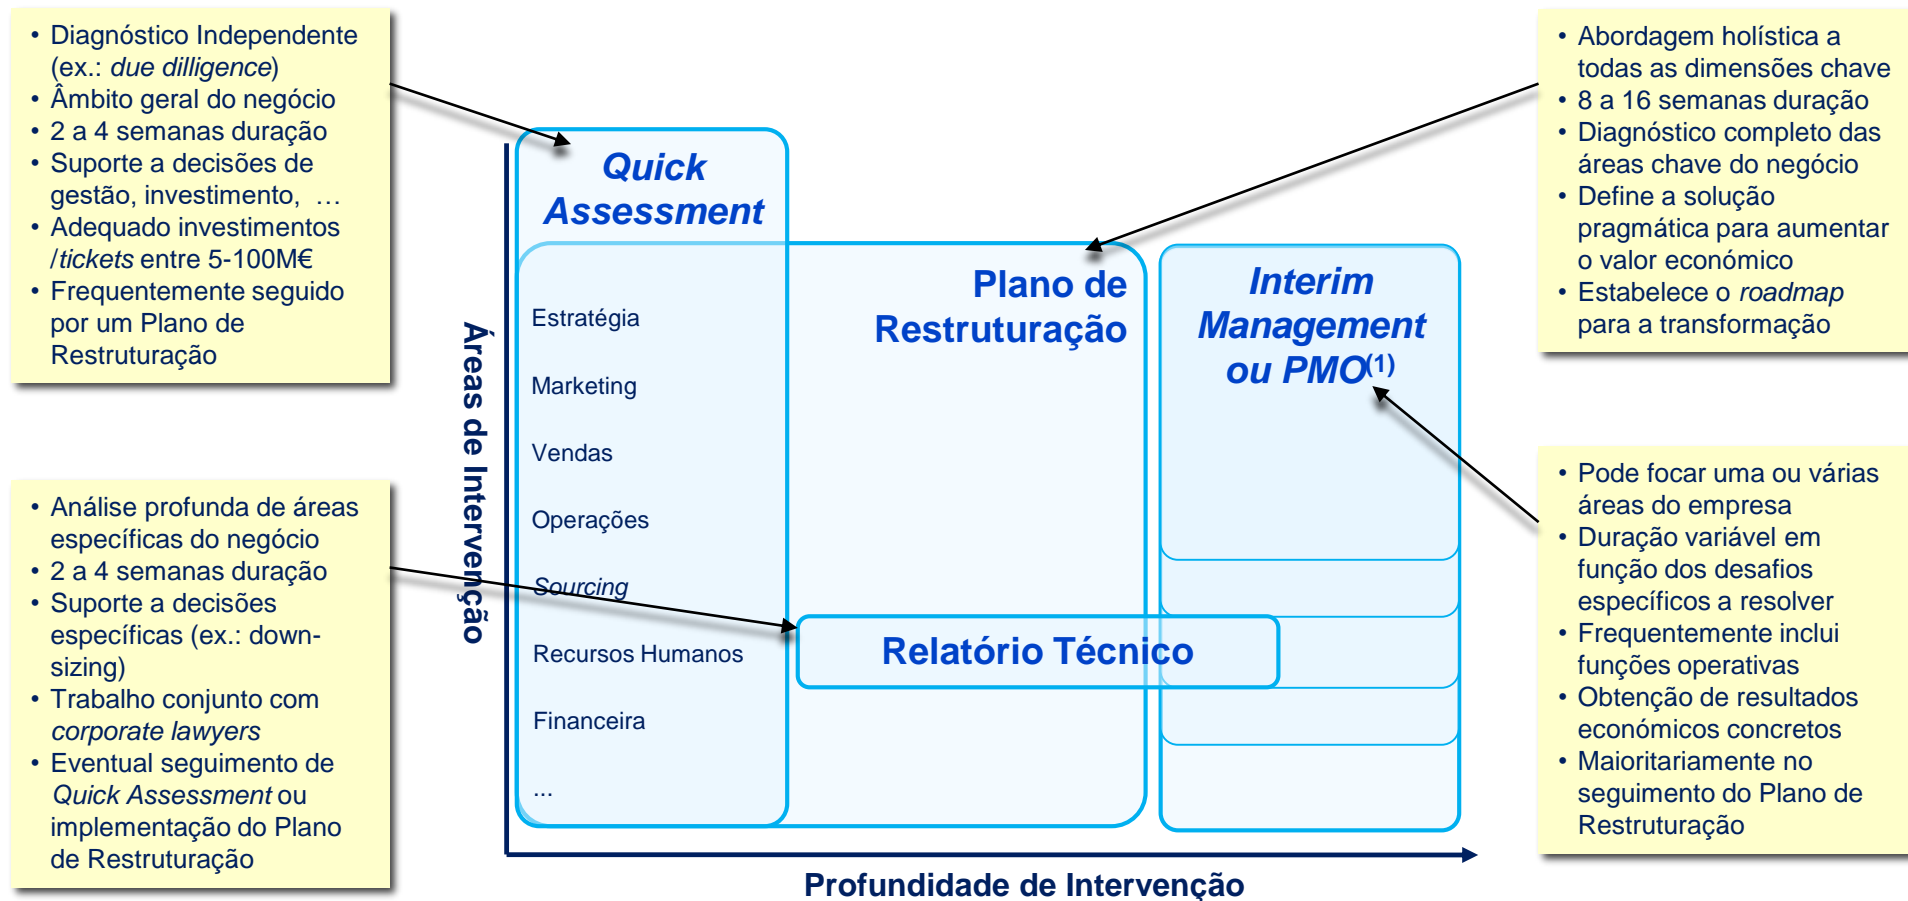 • Diagnóstico Independente
(ex.: due dilligence)
• Âmbito geral do negócio
• 2 a 4 semanas duração
• Suporte a decisões de
gestão, investimento, …
• Adequado investimentos
/tickets entre 5-100M€
• Frequentemente seguido
por um Plano de
Restruturação
• Análise profunda de áreas
específicas do negócio
• 2 a 4 semanas duração
• Suporte a decisões
específicas (ex.: down-
sizing)
• Trabalho conjunto com
corporate lawyers
• Eventual seguimento de
Quick Assessment ou
implementação do Plano
de Restruturação
Áreas de Intervenção
Quick
Assessment
Estratégia
Marketing
Vendas
Operações
Sourcing
Recursos Humanos
Financeira
...
Plano de
Restruturação
Relatório Técnico
Interim
Management
ou PMO(1)
Profundidade de Intervenção
• Abordagem holística a
todas as dimensões chave
• 8 a 16 semanas duração
• Diagnóstico completo das
áreas chave do negócio
• Define a solução
pragmática para aumentar
o valor económico
• Estabelece o roadmap
para a transformação
• Pode focar uma ou várias
áreas do empresa
• Duração variável em
função dos desafios
específicos a resolver
• Frequentemente inclui
funções operativas
• Obtenção de resultados
económicos concretos
• Maioritariamente no
seguimento do Plano de
Restruturação